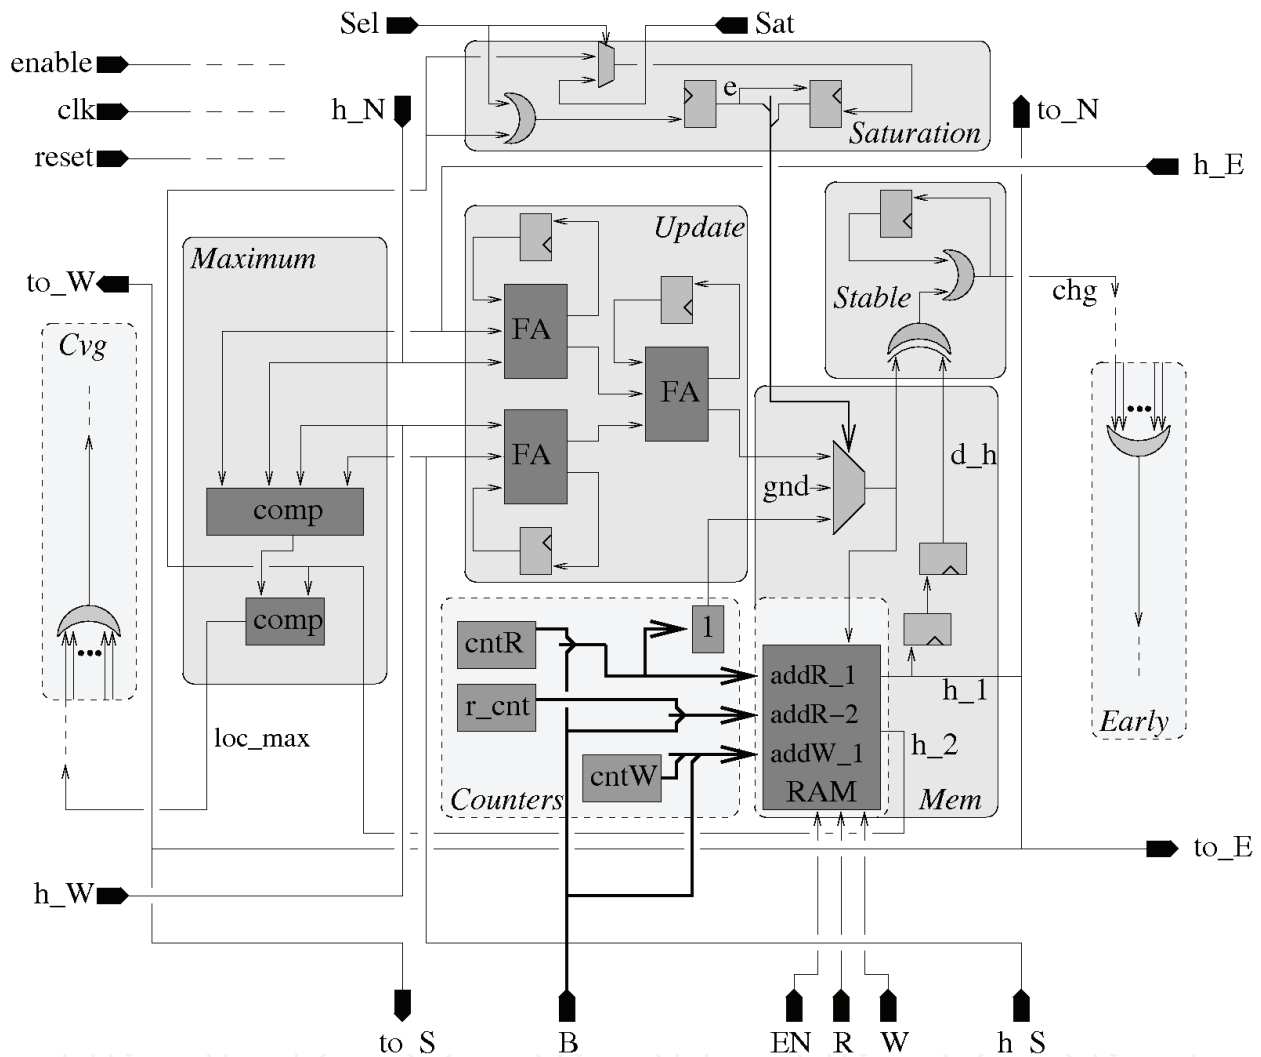 Sel
Sat
enable
clk
h_N
e
to_N
reset
Saturation
h_E
Update
Maximum
to_W
Stable
chg
Cvg
FA
FA
FA
•••
d_h
gnd
comp
comp
1
cntR
•••
addR_1
h_1
r_cnt
addR-2
Early
loc_max
h_2
addW_1
cntW
RAM
Counters
Mem
to_E
h_W
to_S
B
EN
R
W
h_S